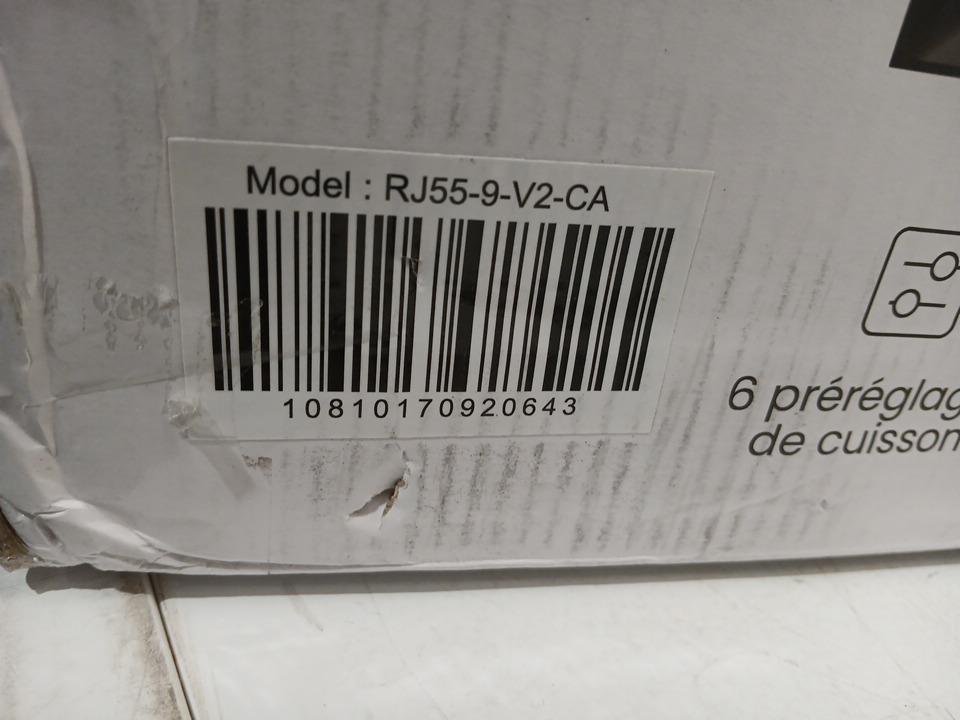 Model : RJ55-9-V2-CA
10810170920643
6 préréglag
de cuisson